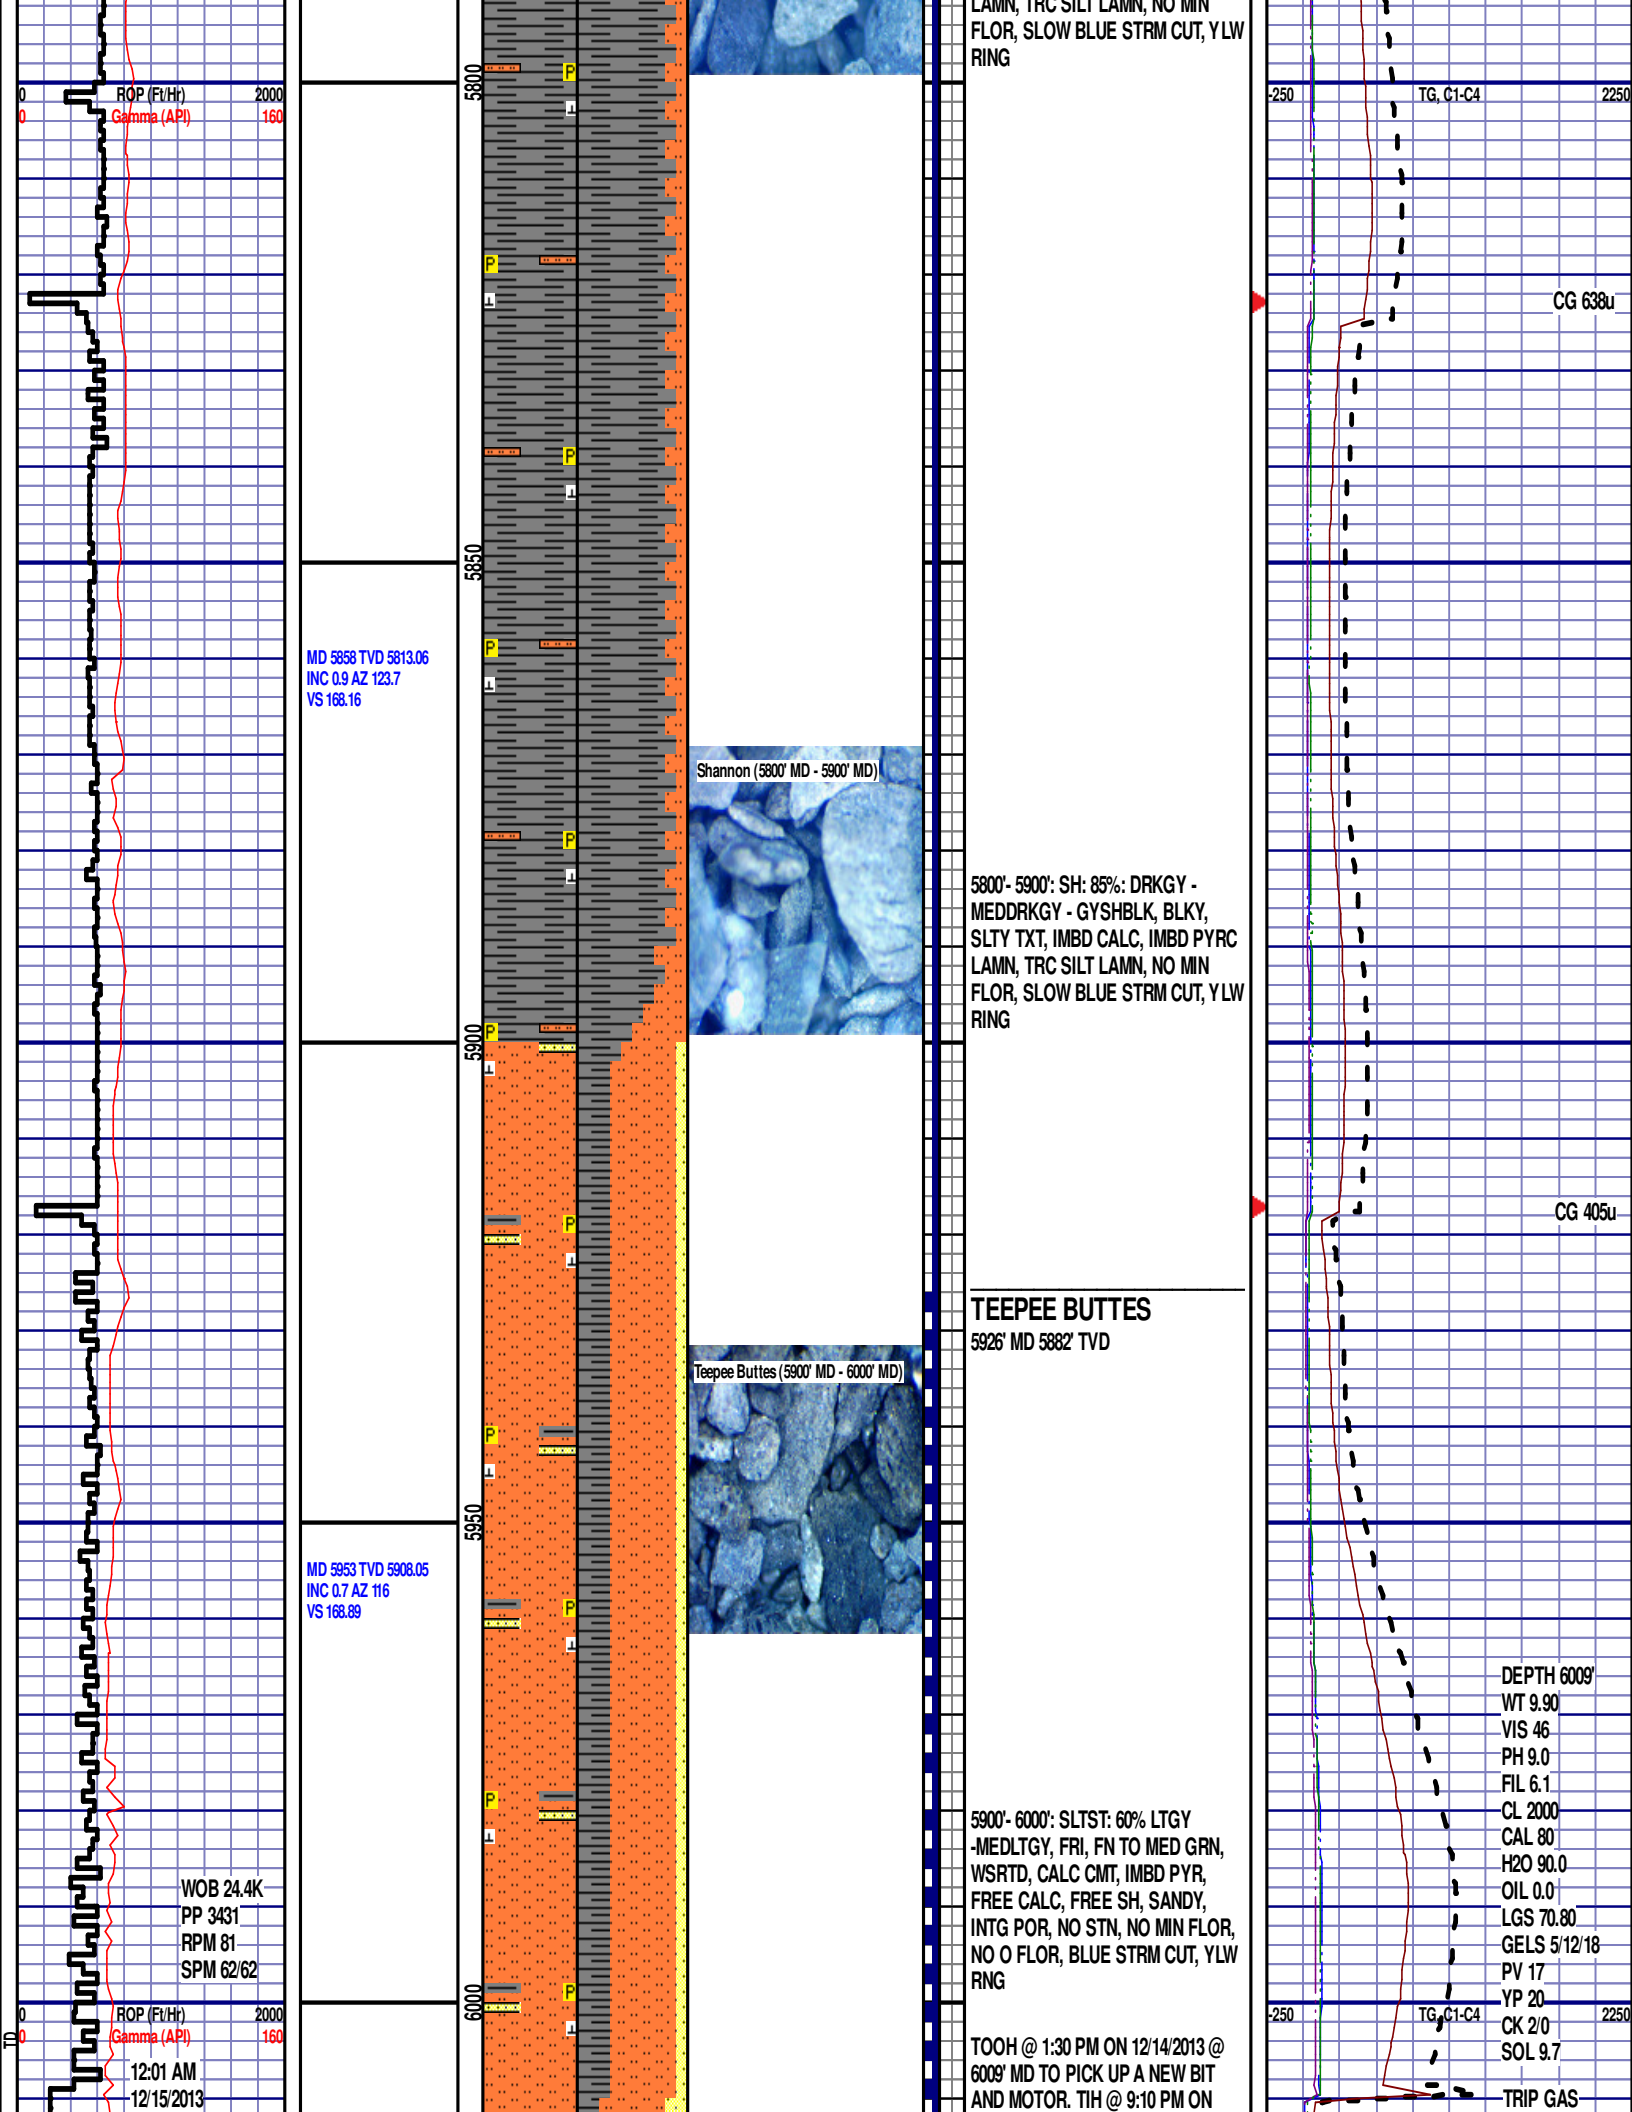 LAMN, TRC SILT LAMN, NO MIN
FLOR, SLOW BLUE STRM CUT, YLW
RING
5800
0 ROP (Ft/Hr) 2000
0 Gamma (API) 160
-250 TG, C1-C4 2250
P
P
CG 638u
P
5850
P
MD 5858 TVD 5813.06
INC 0.9 AZ 123.7
VS 168.16
Shannon (5800' MD - 5900' MD)
P
5800'- 5900': SH: 85%: DRKGY -
MEDDRKGY - GYSHBLK, BLKY,
SLTY TXT, IMBD CALC, IMBD PYRC
LAMN, TRC SILT LAMN, NO MIN
FLOR, SLOW BLUE STRM CUT, YLW
RING
5900
P
CG 405u
P
TEEPEE BUTTES
5926' MD 5882' TVD
Teepee Buttes (5900' MD - 6000' MD)
P
5950
MD 5953 TVD 5908.05
INC 0.7 AZ 116
VS 168.89
P
P
5900'- 6000': SLTST: 60% LTGY
-MEDLTGY, FRI, FN TO MED GRN,
WSRTD, CALC CMT, IMBD PYR,
FREE CALC, FREE SH, SANDY,
INTG POR, NO STN, NO MIN FLOR,
NO O FLOR, BLUE STRM CUT, YLW
RNG
DEPTH 6009'
WT 9.90
VIS 46
PH 9.0
FIL 6.1
CL 2000
CAL 80
H2O 90.0
OIL 0.0
LGS 70.80
GELS 5/12/18
PV 17
YP 20
CK 2/0
SOL 9.7
WOB 24.4K
PP 3431
RPM 81
SPM 62/62
P
6000
0 ROP (Ft/Hr) 2000
0 Gamma (API) 160
-250 TG, C1-C4 2250
TD
12:01 AM
12/15/2013
TOOH @ 1:30 PM ON 12/14/2013 @
6009' MD TO PICK UP A NEW BIT
AND MOTOR. TIH @ 9:10 PM ON
TRIP GAS